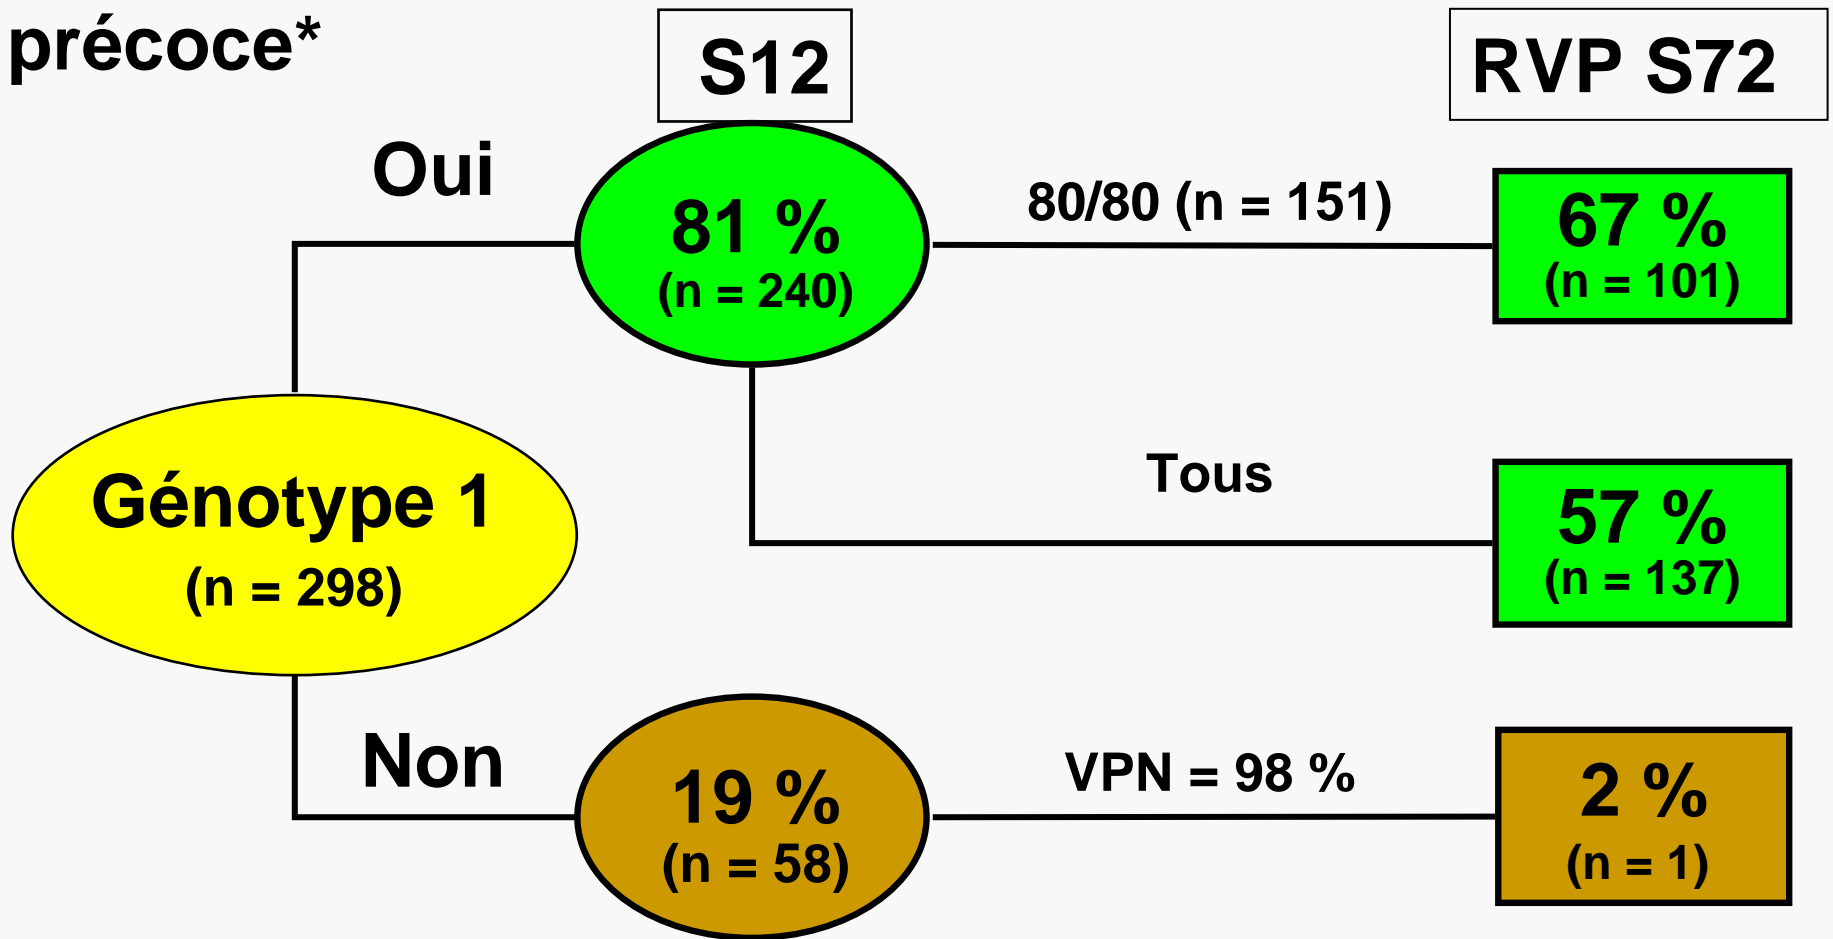 précoce*
S12
RVP S72
Oui
81 %
(n = 240)
80/80 (n = 151)
67 %
(n = 101)
Génotype 1
(n = 298)
Tous
57 %
(n = 137)
Non
19 %
(n = 58)
VPN = 98 %
2 %
(n = 1)